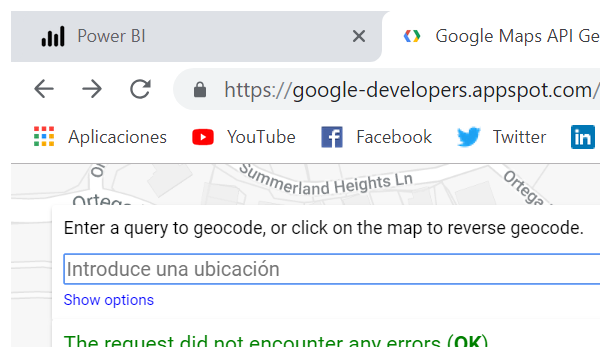 Power BI
Google Maps API Ge
https://google-developers.appspot.com/
Aplicaciones YouTube Facebook Twitter
Summerland Heights Ln
Ortega
Ortega
Enter a query to geocode, or click on the map to reverse geocode.
Introduce una ubicación
Show options
The request did not encounter any errors (OK)